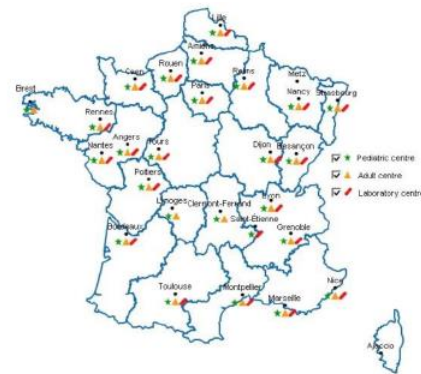 Lille
Amiens
Rouen
Caen
Reims
Metz
Nancy
Strasbourg
Paris
Brest
Rennes
Angers
Tours
Nantes
Dijon
Besançon
Pediatric centre
Adult centre
Laboratory centre
Poitiers
Limoges
Clermont-Ferrand
Lyon
Saint-Étienne
Grenoble
Bordeaux
Toulouse
Montpellier
Marseille
Nice
Ajaccio